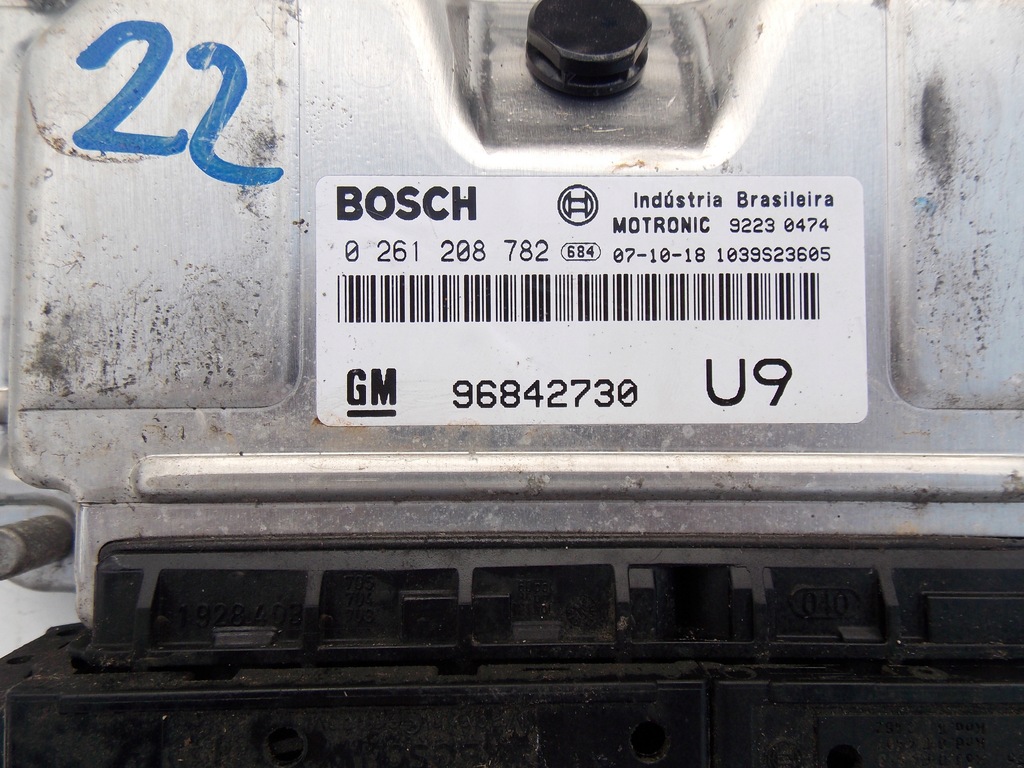 22
BOSCH
Indústria Brasileira
MOTRONIC 9223 0474
0 261 208 782 684 07-10-18 1039S23605
GM 96842730 U9
040